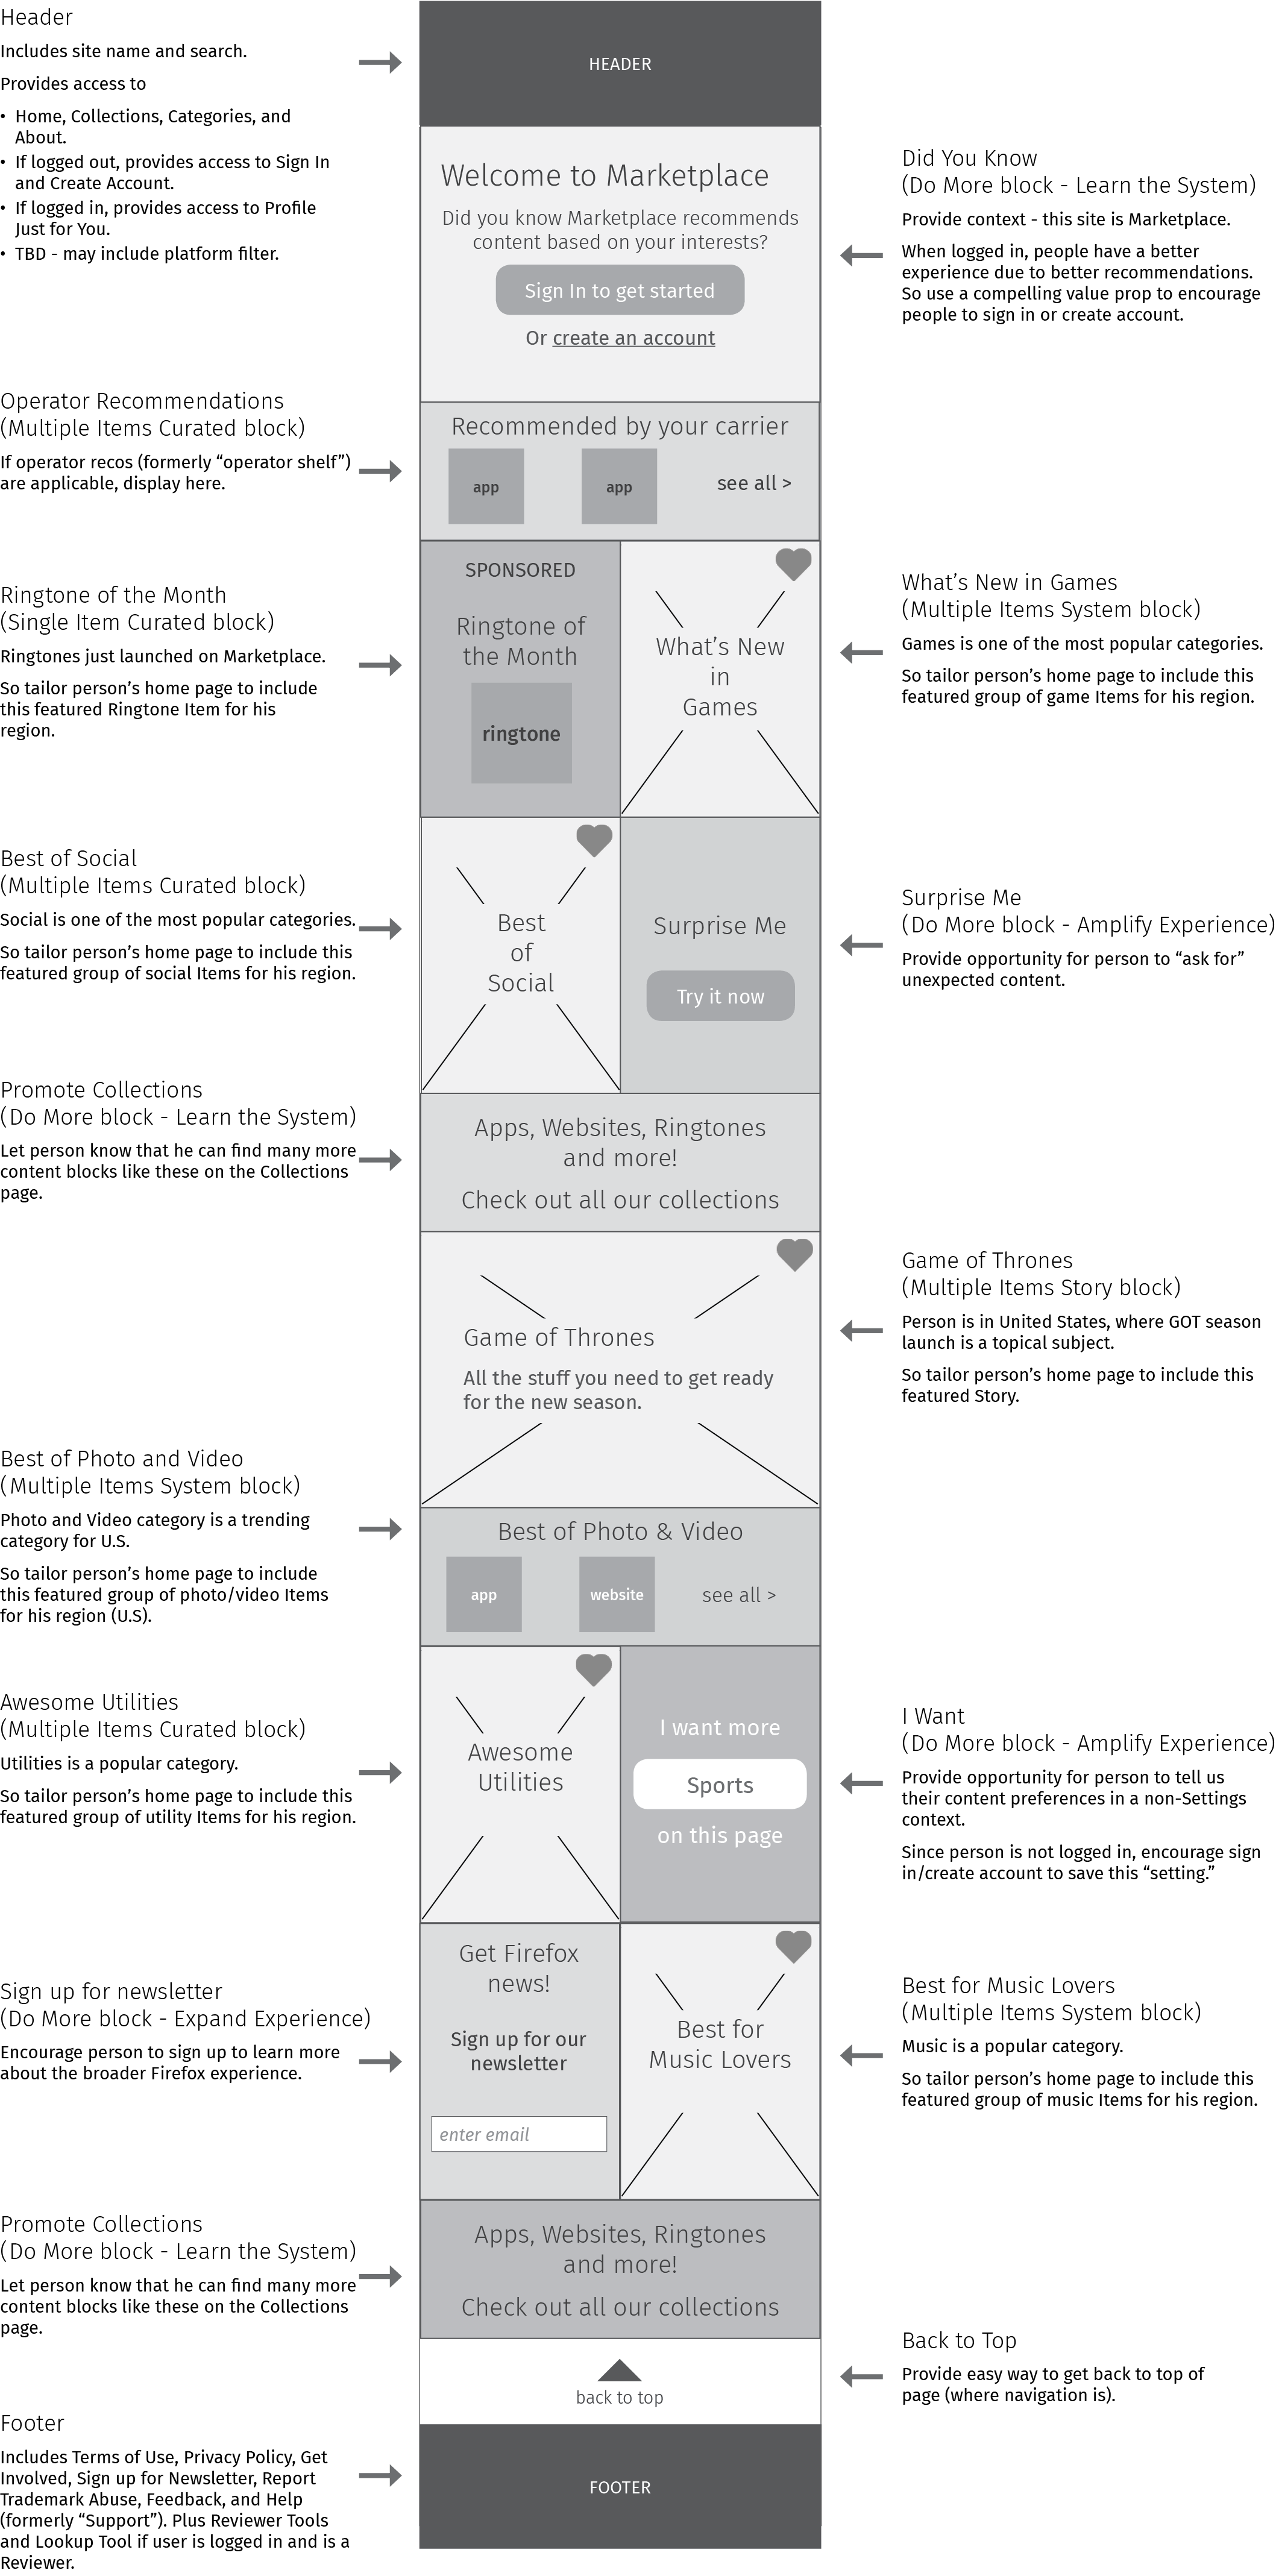 Header
Includes site name and search.
Provides access to
• Home, Collections, Categories, and
About.
• If logged out, provides access to Sign In
and Create Account.
• If logged in, provides access to Profile
Just for You.
• TBD - may include platform filter.
HEADER
Welcome to Marketplace
Did you know Marketplace recommends
content based on your interests?
Sign In to get started
Or create an account
Did You Know
(Do More block - Learn the System)
Provide context - this site is Marketplace.
When logged in, people have a better
experience due to better recommendations.
So use a compelling value prop to encourage
people to sign in or create account.
Operator Recommendations
(Multiple Items Curated block)
If operator recos (formerly “operator shelf”)
are applicable, display here.
Recommended by your carrier
app
app
see all >
Ringtone of the Month
(Single Item Curated block)
Ringtones just launched on Marketplace.
So tailor person’s home page to include
this featured Ringtone Item for his
region.
SPONSORED
Ringtone of
the Month
ringtone
What’s New
in
Games
What’s New in Games
(Multiple Items System block)
Games is one of the most popular categories.
So tailor person’s home page to include this
featured group of game Items for his region.
Best of Social
(Multiple Items Curated block)
Social is one of the most popular categories.
So tailor person’s home page to include this
featured group of social Items for his region.
Best
of
Social
Surprise Me
Try it now
Surprise Me
(Do More block - Amplify Experience)
Provide opportunity for person to “ask for”
unexpected content.
Promote Collections
(Do More block - Learn the System)
Let person know that he can find many more
content blocks like these on the Collections
page.
Apps, Websites, Ringtones
and more!
Check out all our collections
Game of Thrones
All the stuff you need to get ready
for the new season.
Game of Thrones
(Multiple Items Story block)
Person is in United States, where GOT season
launch is a topical subject.
So tailor person’s home page to include this
featured Story.
Best of Photo and Video
(Multiple Items System block)
Photo and Video category is a trending
category for U.S.
So tailor person’s home page to include
this featured group of photo/video Items
for his region (U.S).
Best of Photo & Video
app
website
see all >
Awesome Utilities
(Multiple Items Curated block)
Utilities is a popular category.
So tailor person’s home page to include this
featured group of utility Items for his region.
Awesome
Utilities
I want more
Sports
on this page
I Want
(Do More block - Amplify Experience)
Provide opportunity for person to tell us
their content preferences in a non-Settings
context.
Since person is not logged in, encourage sign
in/create account to save this “setting.”
Sign up for newsletter
(Do More block - Expand Experience)
Encourage person to sign up to learn more
about the broader Firefox experience.
Get Firefox
news!
Sign up for our
newsletter
enter email
Best for
Music Lovers
Best for Music Lovers
(Multiple Items System block)
Music is a popular category.
So tailor person’s home page to include this
featured group of music Items for his region.
Promote Collections
(Do More block - Learn the System)
Let person know that he can find many more
content blocks like these on the Collections
page.
Apps, Websites, Ringtones
and more!
Check out all our collections
back to top
Back to Top
Provide easy way to get back to top of
page (where navigation is).
Footer
Includes Terms of Use, Privacy Policy, Get
Involved, Sign up for Newsletter, Report
Trademark Abuse, Feedback, and Help
(formerly “Support”). Plus Reviewer Tools
and Lookup Tool if user is logged in and is a
Reviewer.
FOOTER